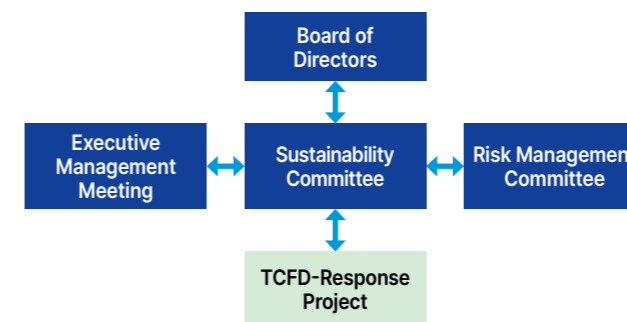 Board of
Directors
Executive
Management
Meeting
Sustainability
Committee
Risk Managemen
Committee
TCFD-Response
Project